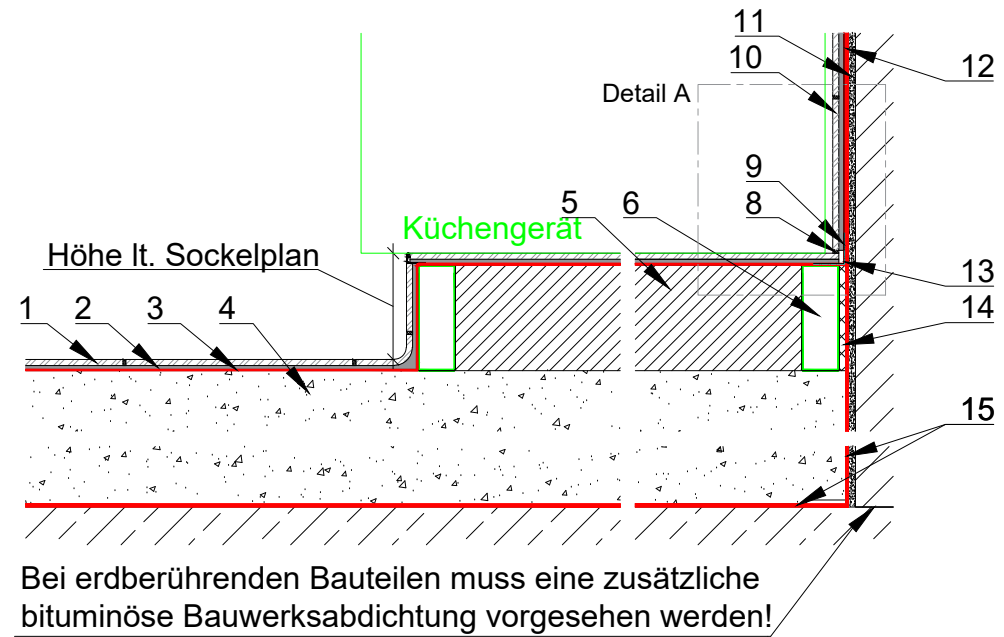 11
12
10
Detail A
9
5
6
8
Küchengerät
Höhe lt. Sockelplan
13
1
2
3
4
14
15
Bei erdberührenden Bauteilen muss eine zusätzliche
bituminöse Bauwerksabdichtung vorgesehen werden!